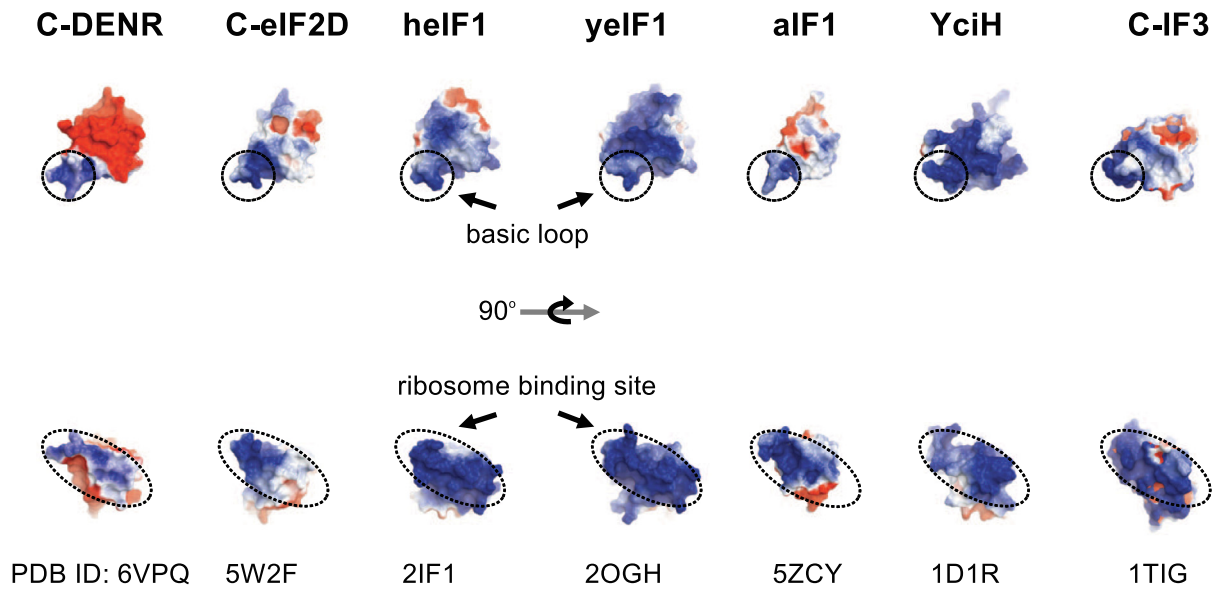 C-DENR C-eIF2D heIF1 yeIF1 aIF1 YciH C-IF3
basic loop
90°
ribosome binding site
PDB ID: 6VPQ 5W2F 2IF1 2OGH 5ZCY 1D1R 1TIG